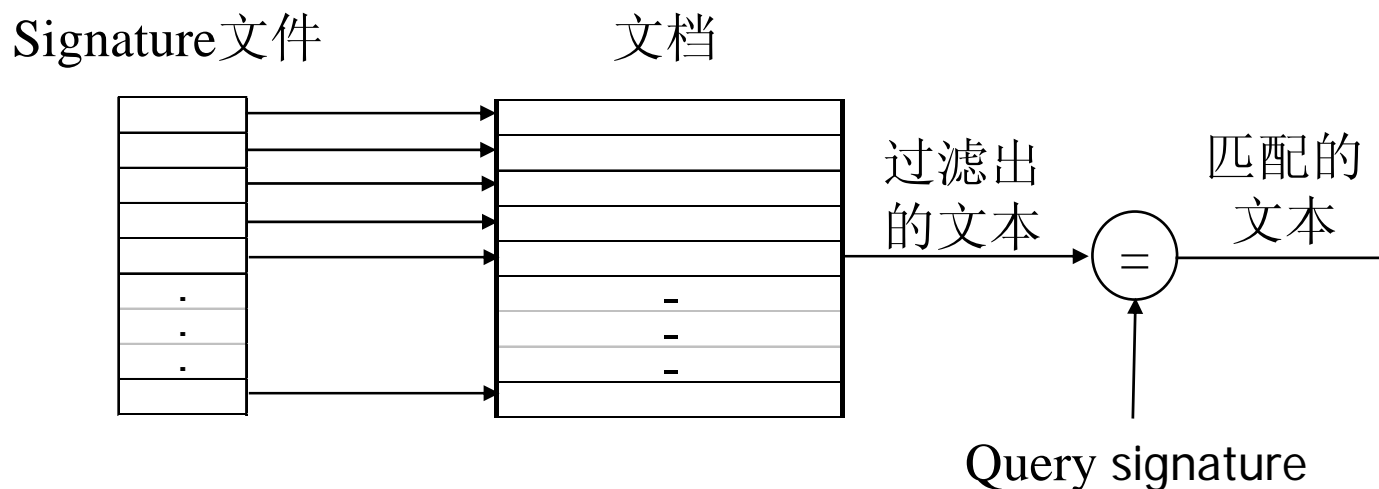 Signature文件
文档
过滤出
的文本
匹配的
文本
=
Query signature